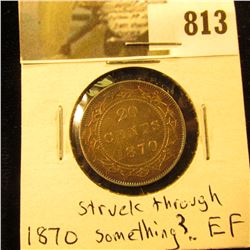 813
20
CENTS
1870
struck through
1870 something?. EF